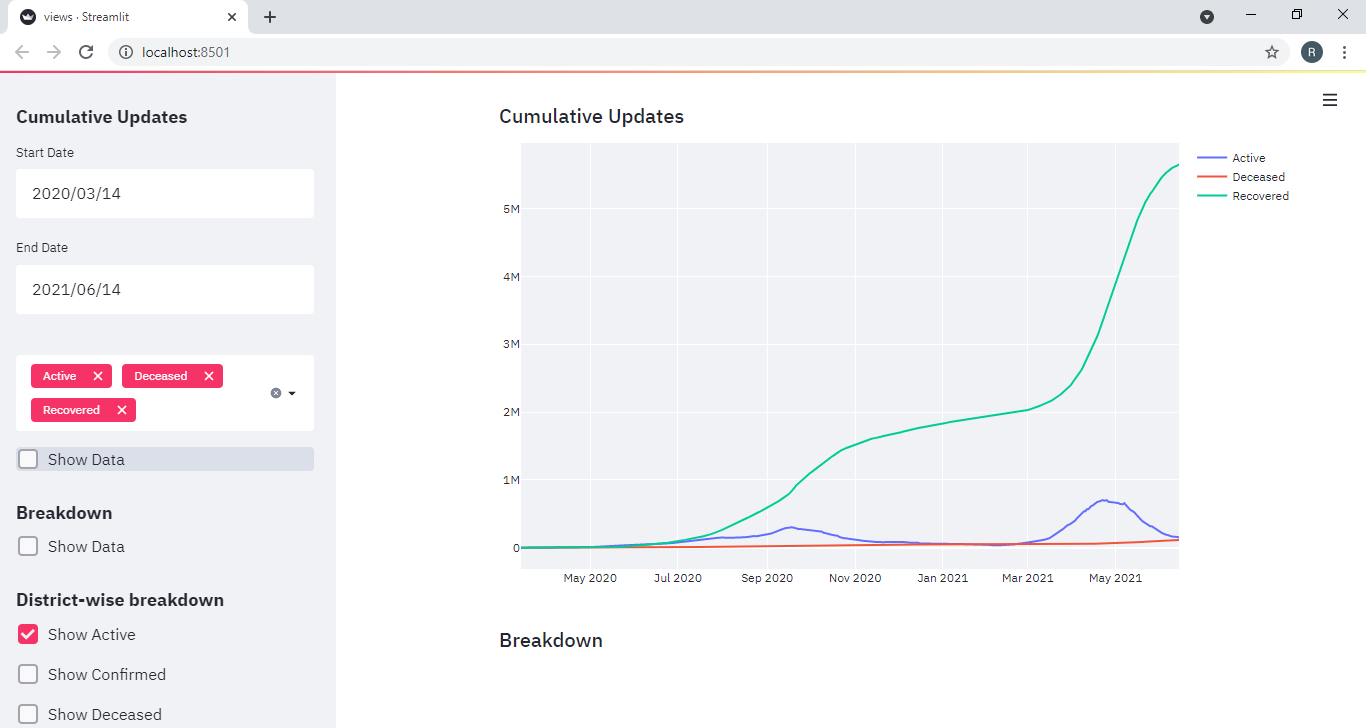 views · Streamlit
localhost:8501
R
Cumulative Updates
Start Date
2020/03/14
End Date
2021/06/14
Active
Deceased
Recovered
Show Data
Breakdown
Show Data
District-wise breakdown
Show Active
Show Confirmed
Show Deceased
Cumulative Updates
5M
4M
3M
2M
1M
0
May 2020
Jul 2020
Sep 2020
Nov 2020
Jan 2021
Mar 2021
May 2021
Active
Deceased
Recovered
Breakdown